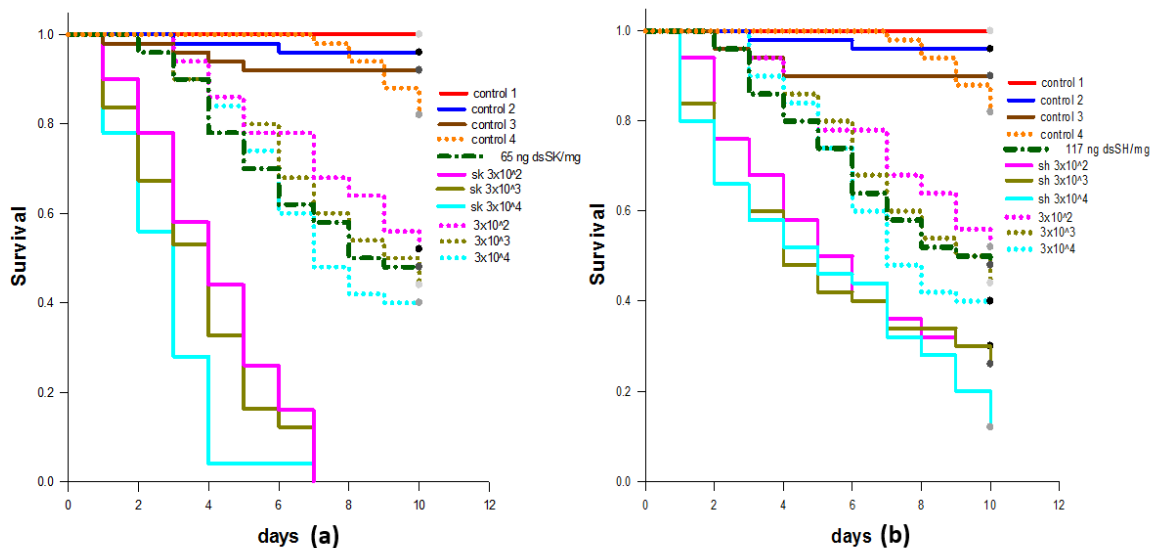 1.0
0.8
0.6
0.4
0.2
0.0
Survival
0 2 4 6 8 10 12
days (a)
control 1
control 2
control 3
control 4
65 ng dsSK/mg
sk 3x10^2
sk 3x10^3
sk 3x10^4
3x10^2
3x10^3
3x10^4
1.0
0.8
0.6
0.4
0.2
0.0
Survival
0 2 4 6 8 10 12
days (b)
control 1
control 2
control 3
control 4
117 ng dsSH/mg
sh 3x10^2
sh 3x10^3
sh 3x10^4
3x10^2
3x10^3
3x10^4